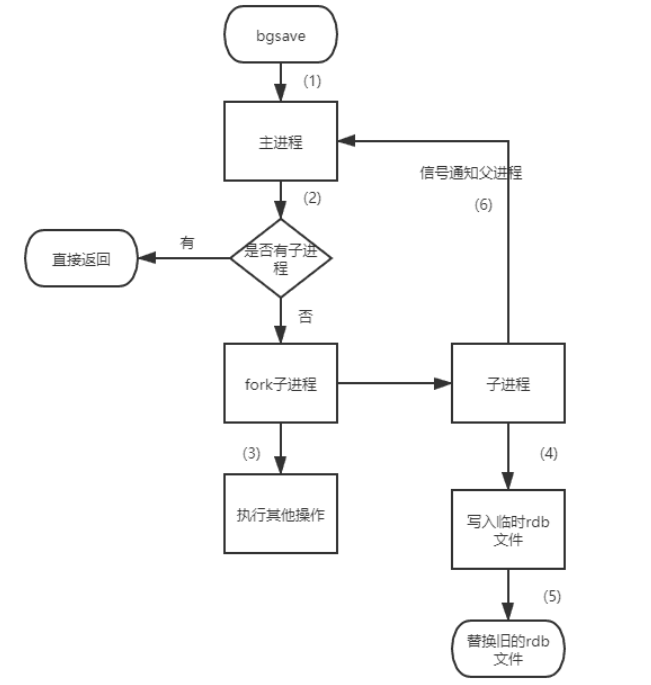 bgsave
(1)
主进程
信号通知父进程
(2)
(6)
有
是否有子进
程
直接返回
否
fork子进程
子进程
(3)
(4)
执行其他操作
写入临时rdb
文件
(5)
替换旧的rdb
文件